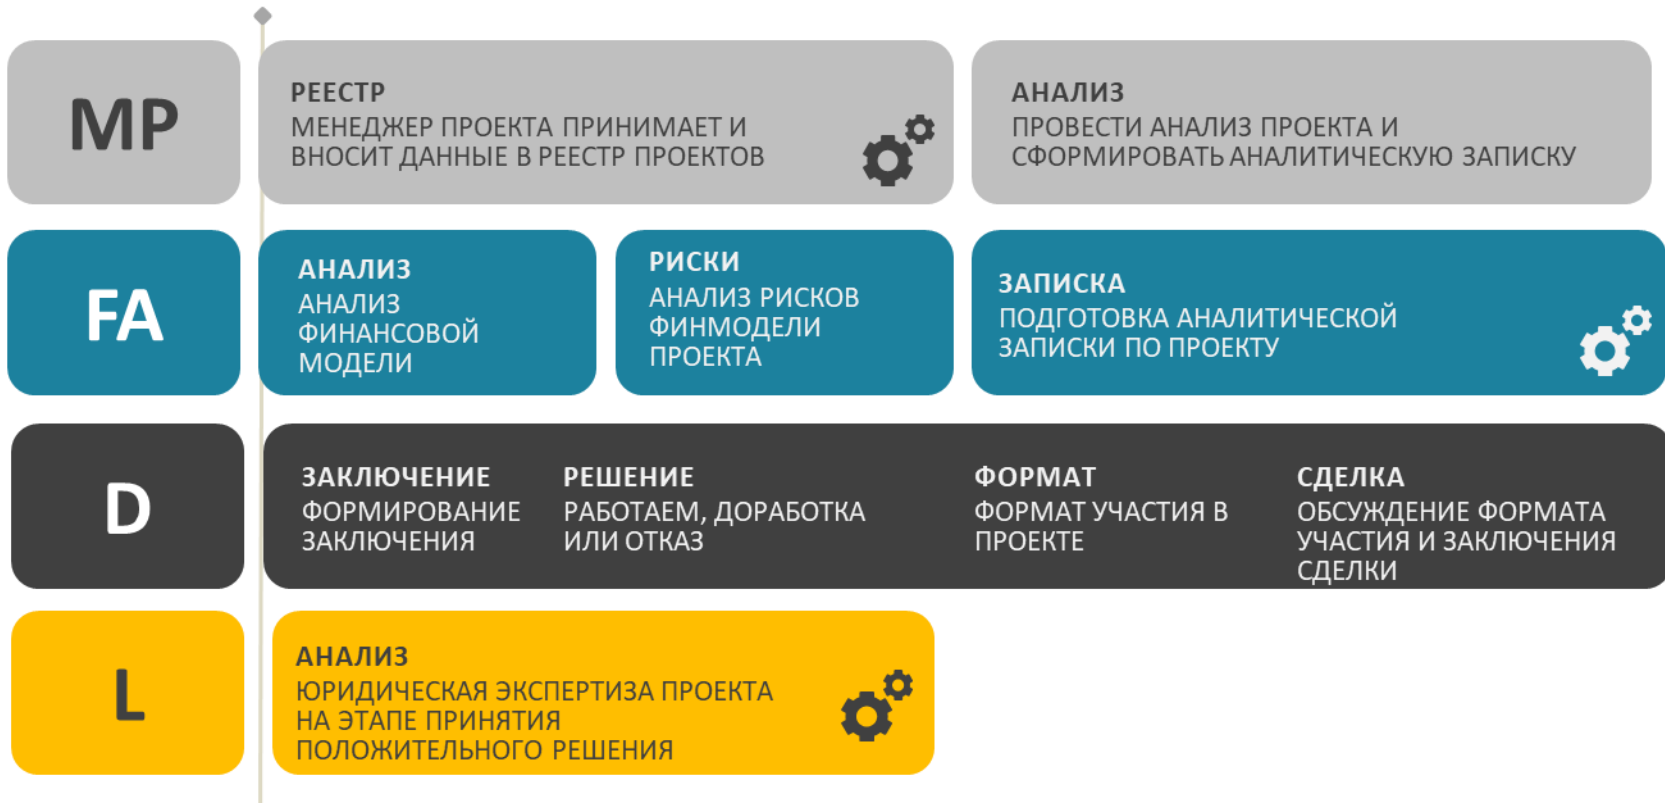 MP
РЕЕСТР
МЕНЕДЖЕР ПРОЕКТА ПРИНИМАЕТ И
ВНОСИТ ДАННЫЕ В РЕЕСТР ПРОЕКТОВ
АНАЛИЗ
ПРОВЕСТИ АНАЛИЗ ПРОЕКТА И
СФОРМИРОВАТЬ АНАЛИТИЧЕСКУЮ ЗАПИСКУ
FA
АНАЛИЗ
АНАЛИЗ
ФИНАНСОВОЙ
МОДЕЛИ
РИСКИ
АНАЛИЗ РИСКОВ
ФИНМОДЕЛИ
ПРОЕКТА
ЗАПИСКА
ПОДГОТОВКА АНАЛИТИЧЕСКОЙ
ЗАПИСКИ ПО ПРОЕКТУ
D
ЗАКЛЮЧЕНИЕ
ФОРМИРОВАНИЕ
ЗАКЛЮЧЕНИЯ
РЕШЕНИЕ
РАБОТАЕМ, ДОРАБОТКА
ИЛИ ОТКАЗ
ФОРМАТ
ФОРМАТ УЧАСТИЯ В
ПРОЕКТЕ
СДЕЛКА
ОБСУЖДЕНИЕ ФОРМАТА
УЧАСТИЯ И ЗАКЛЮЧЕНИЯ
СДЕЛКИ
L
АНАЛИЗ
ЮРИДИЧЕСКАЯ ЭКСПЕРТИЗА ПРОЕКТА
НА ЭТАПЕ ПРИНЯТИЯ
ПОЛОЖИТЕЛЬНОГО РЕШЕНИЯ